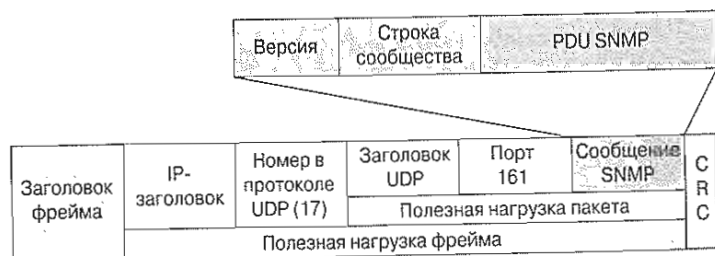 Версия
Строка
сообщества
PDU SNMP
Заголовок
фрейма
IP-
заголовок
Номер в
протоколе
UDP (17)
Заголовок
UDP
Порт
161
Сообщение
SNMP
C
R
C
Полезная нагрузка пакета
Полезная нагрузка фрейма